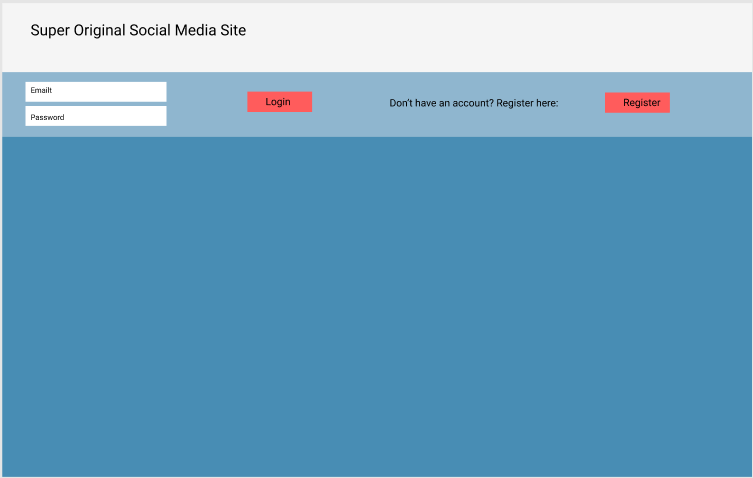 Super Original Social Media Site
Emailt
Login
Don't have an account? Register here:
Register
Password